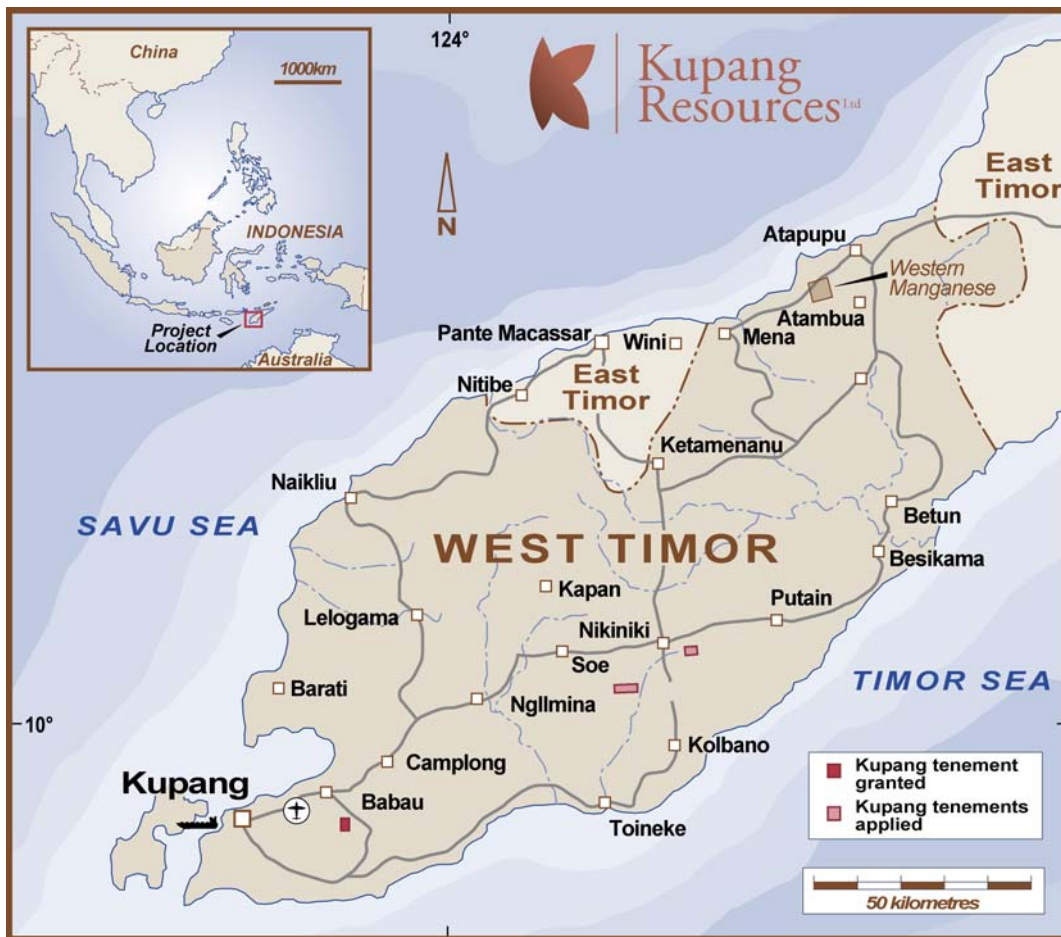 China
1000km
INDONESIA
Project
Location
Australia
124°
Kupang
Resources Ltd
N
East
Timor
Atapupu
Western
Manganese
Atambua
Pante Macassar
Wini
Mena
Nitibe
East
Timor
Ketamenanu
Naikliu
SAVU SEA
Betun
WEST TIMOR
Besikama
Kapan
Putain
Lelogama
Nikiniki
Soe
Barati
TIMOR SEA
Ngllmina
10°
Kolbano
Camplong
Kupang
Babau
Toineke
Kupang tenement
granted
Kupang tenements
applied
50 kilometres